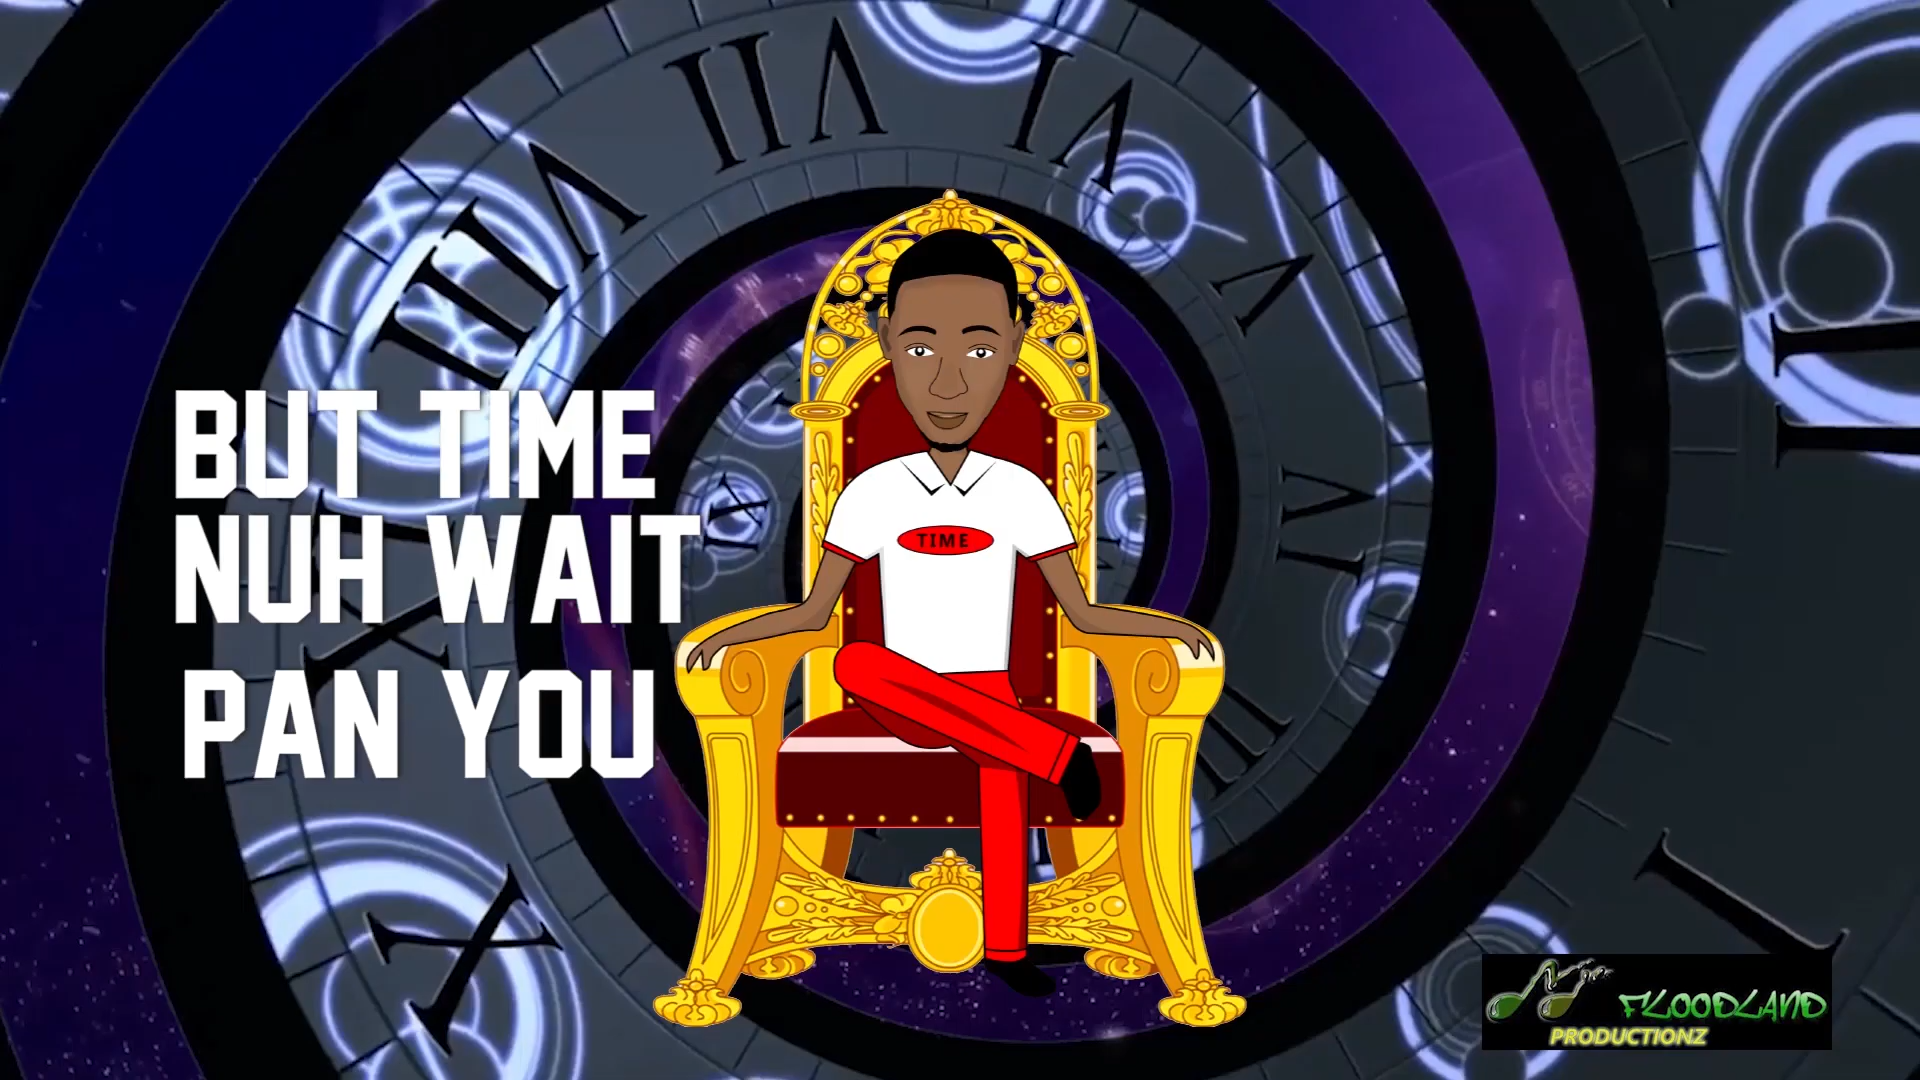 BUT TIME
NUH WAIT
PAN YOU
TIME
FLOODLAND
PRODUCTIONZ